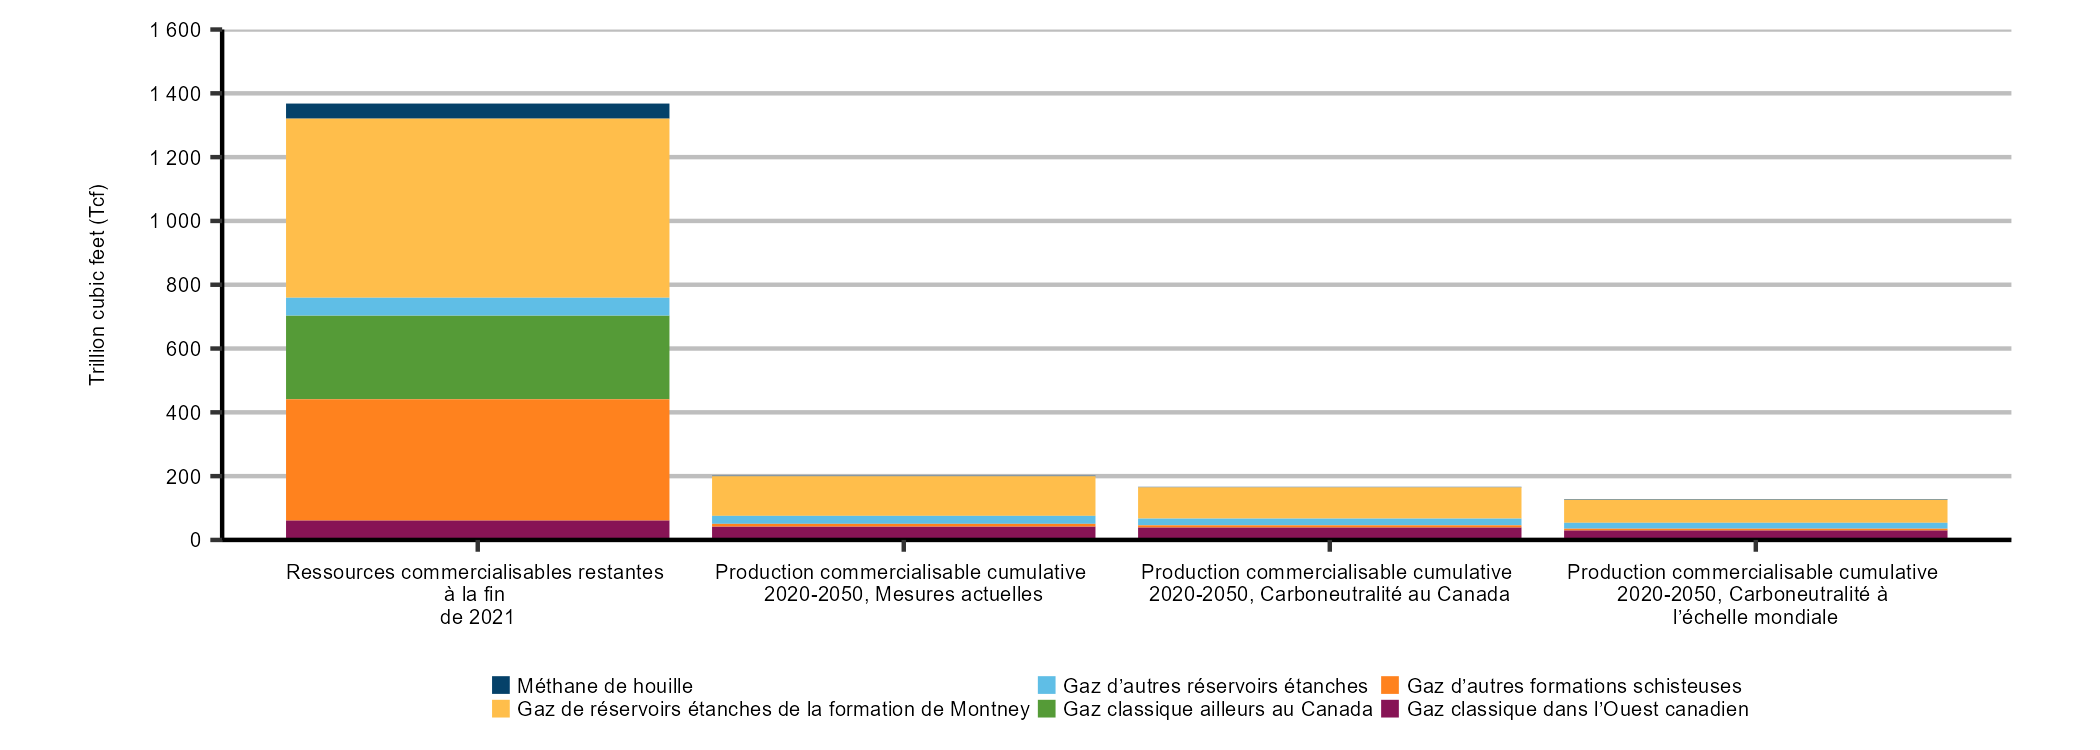 1 600
1 400
1 200
1 000
800
600
400
200
0
Trillion cubic feet (Tcf)
Ressources commercialisables restantes
à la fin
de 2021
Production commercialisable cumulative
2020-2050, Mesures actuelles
Production commercialisable cumulative
2020-2050, Carboneutralité au Canada
Production commercialisable cumulative
2020-2050, Carboneutralité à
l’échelle mondiale
Méthane de houille
Gaz d’autres réservoirs étanches
Gaz d’autres formations schisteuses
Gaz de réservoirs étanches de la formation de Montney
Gaz classique ailleurs au Canada
Gaz classique dans l’Ouest canadien